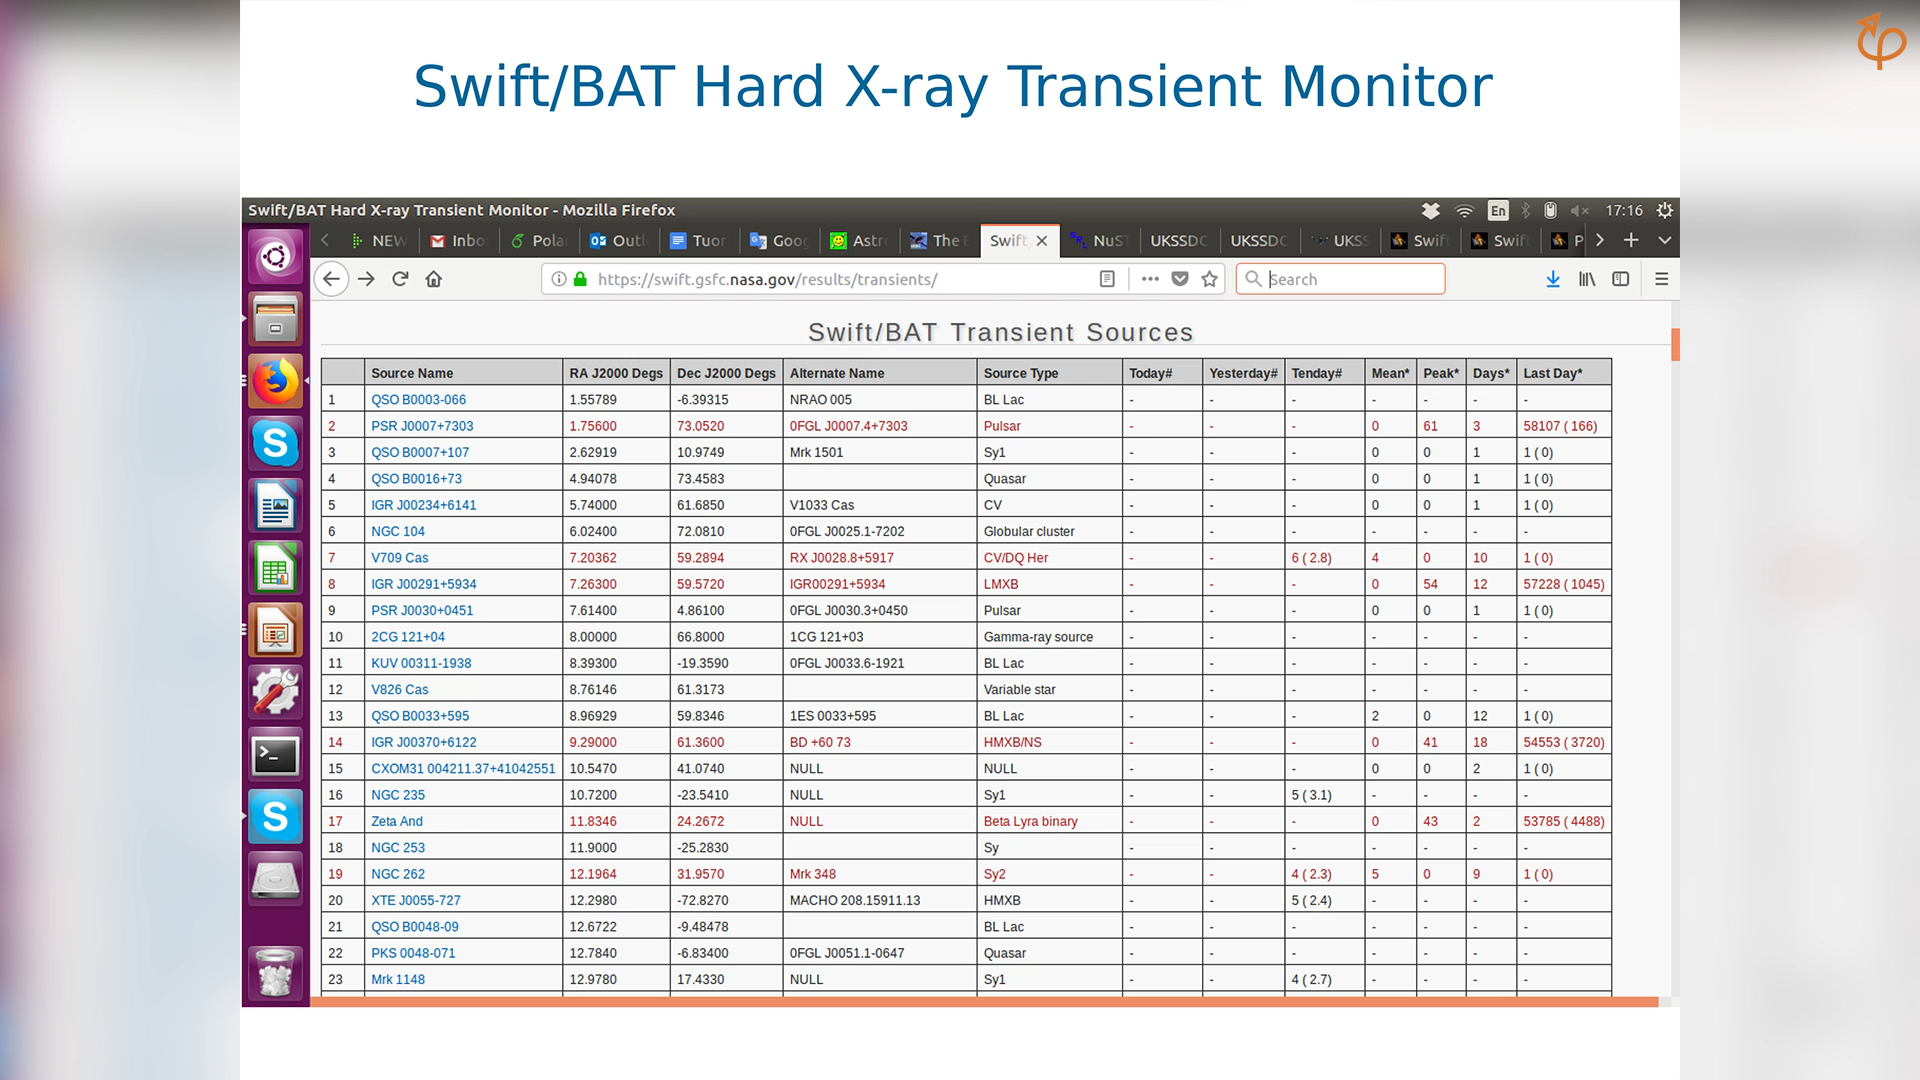 Swift/BAT Hard X-ray Transient Monitor
Swift/BAT Hard X-ray Transient Monitor - Mozilla Firefox En 17:16
NEW Inbo Pola Outl Tuor Goog Astr The Swift NuST UKSSDC UKSSDC UKSS Swif Swif P
https://swift.gsfc.nasa.gov/results/transients/ Search
Swift/BAT Transient Sources
Source Name RA J2000 Degs Dec J2000 Degs Alternate Name Source Type Today# Yesterday# Tenday# Mean* Peak* Days* Last Day*
1 QSO B0003-066 1.55789 -6.39315 NRAO 005 BL Lac - - - - - - -
2 PSR J0007+7303 1.75600 73.0520 0FGL J0007.4+7303 Pulsar - - - 0 61 3 58107 ( 166)
3 QSO B0007+107 2.62919 10.9749 Mrk 1501 Sy1 - - - 0 0 1 1 ( 0)
4 QSO B0016+73 4.94078 73.4583 Quasar - - - 0 0 1 1 ( 0)
5 IGR J00234+6141 5.74000 61.6850 V1033 Cas CV - - - 0 0 1 1 ( 0)
6 NGC 104 6.02400 72.0810 0FGL J0025.1-7202 Globular cluster - - - - - - -
7 V709 Cas 7.20362 59.2894 RX J0028.8+5917 CV/DQ Her - - 6 ( 2.8) 4 0 10 1 ( 0)
8 IGR J00291+5934 7.26300 59.5720 IGR00291+5934 LMXB - - - 0 54 12 57228 ( 1045)
9 PSR J0030+0451 7.61400 4.86100 0FGL J0030.3+0450 Pulsar - - - 0 0 1 1 ( 0)
10 2CG 121+04 8.00000 66.8000 1CG 121+03 Gamma-ray source - - - - - - -
11 KUV 00311-1938 8.39300 -19.3590 0FGL J0033.6-1921 BL Lac - - - - - - -
12 V826 Cas 8.76146 61.3173 Variable star - - - - - - -
13 QSO B0033+595 8.96929 59.8346 1ES 0033+595 BL Lac - - - 2 0 12 1 ( 0)
14 IGR J00370+6122 9.29000 61.3600 BD +60 73 HMXB/NS - - - 0 41 18 54553 ( 3720)
15 CXOM31 004211.37+41042551 10.5470 41.0740 NULL NULL - - - 0 0 2 1 ( 0)
16 NGC 235 10.7200 -23.5410 NULL Sy1 - - 5 ( 3.1) - - - -
17 Zeta And 11.8346 24.2672 NULL Beta Lyra binary - - - 0 43 2 53785 ( 4488)
18 NGC 253 11.9000 -25.2830 Sy - - - - - - -
19 NGC 262 12.1964 31.9570 Mrk 348 Sy2 - - 4 ( 2.3) 5 0 9 1 ( 0)
20 XTE J0055-727 12.2980 -72.8270 MACHO 208.15911.13 HMXB - - 5 ( 2.4) - - - -
21 QSO B0048-09 12.6722 -9.48478 BL Lac - - - - - - -
22 PKS 0048-071 12.7840 -6.83400 0FGL J0051.1-0647 Quasar - - - - - - -
23 Mrk 1148 12.9780 17.4330 NULL Sy1 - - 4 ( 2.7) - - - -